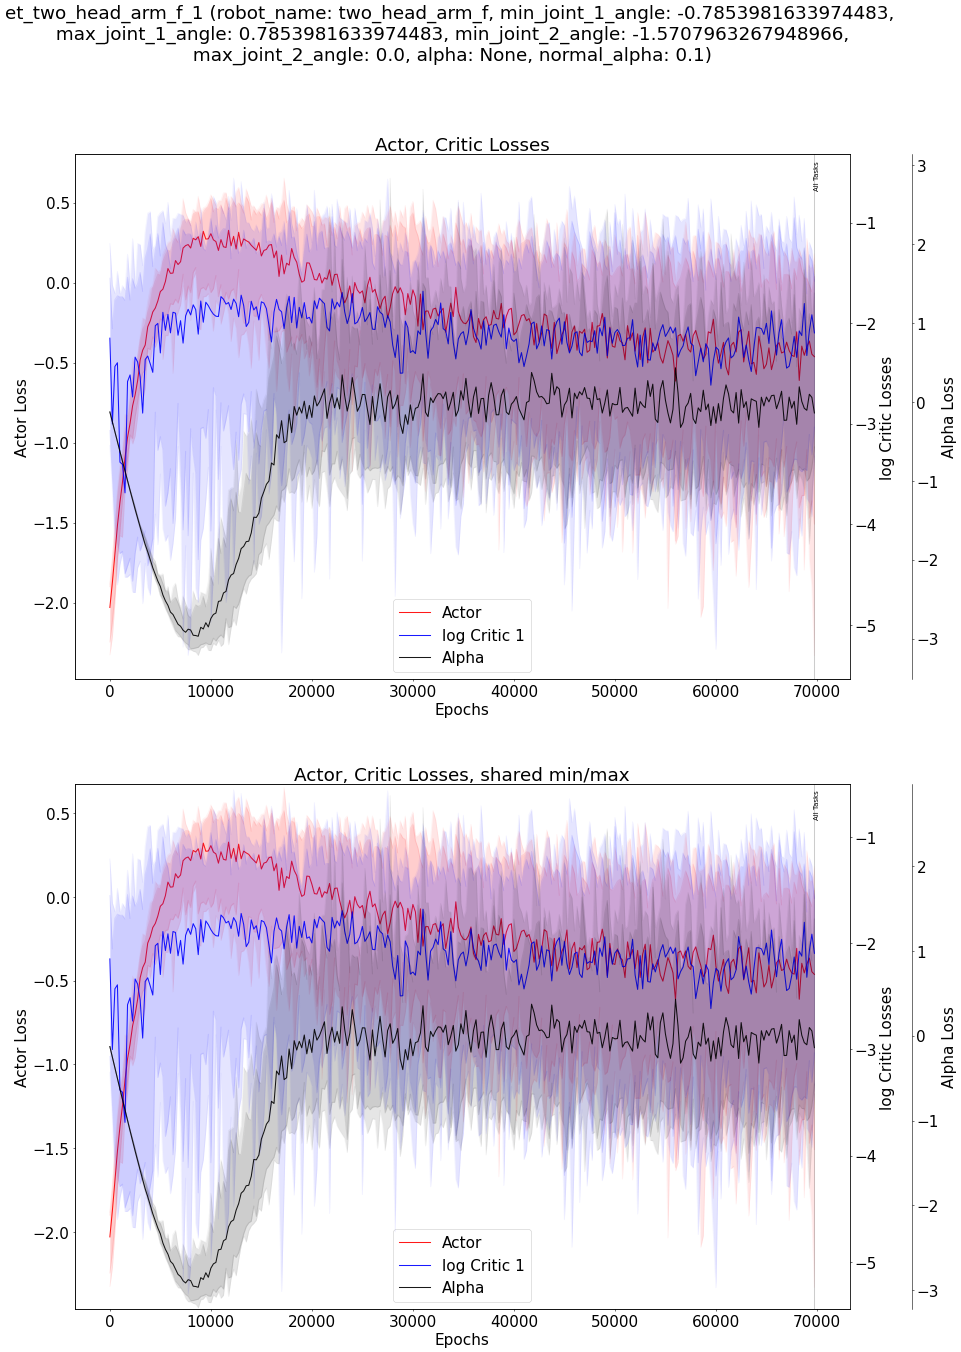 et_two_head_arm_f_1 (robot_name: two_head_arm_f, min_joint_1_angle: -0.7853981633974483,
max_joint_1_angle: 0.7853981633974483, min_joint_2_angle: -1.5707963267948966,
max_joint_2_angle: 0.0, alpha: None, normal_alpha: 0.1)
Actor, Critic Losses
All Tasks
0.5
0.0
−0.5
−1.0
−1.5
−2.0
Actor Loss
−1
−2
−3
−4
−5
log Critic Losses
3
2
1
0
−1
−2
−3
Alpha Loss
Actor
log Critic 1
Alpha
0 10000 20000 30000 40000 50000 60000 70000
Epochs
Actor, Critic Losses, shared min/max
All Tasks
0.5
0.0
−0.5
−1.0
−1.5
−2.0
Actor Loss
−1
−2
−3
−4
−5
log Critic Losses
2
1
0
−1
−2
−3
Alpha Loss
Actor
log Critic 1
Alpha
0 10000 20000 30000 40000 50000 60000 70000
Epochs